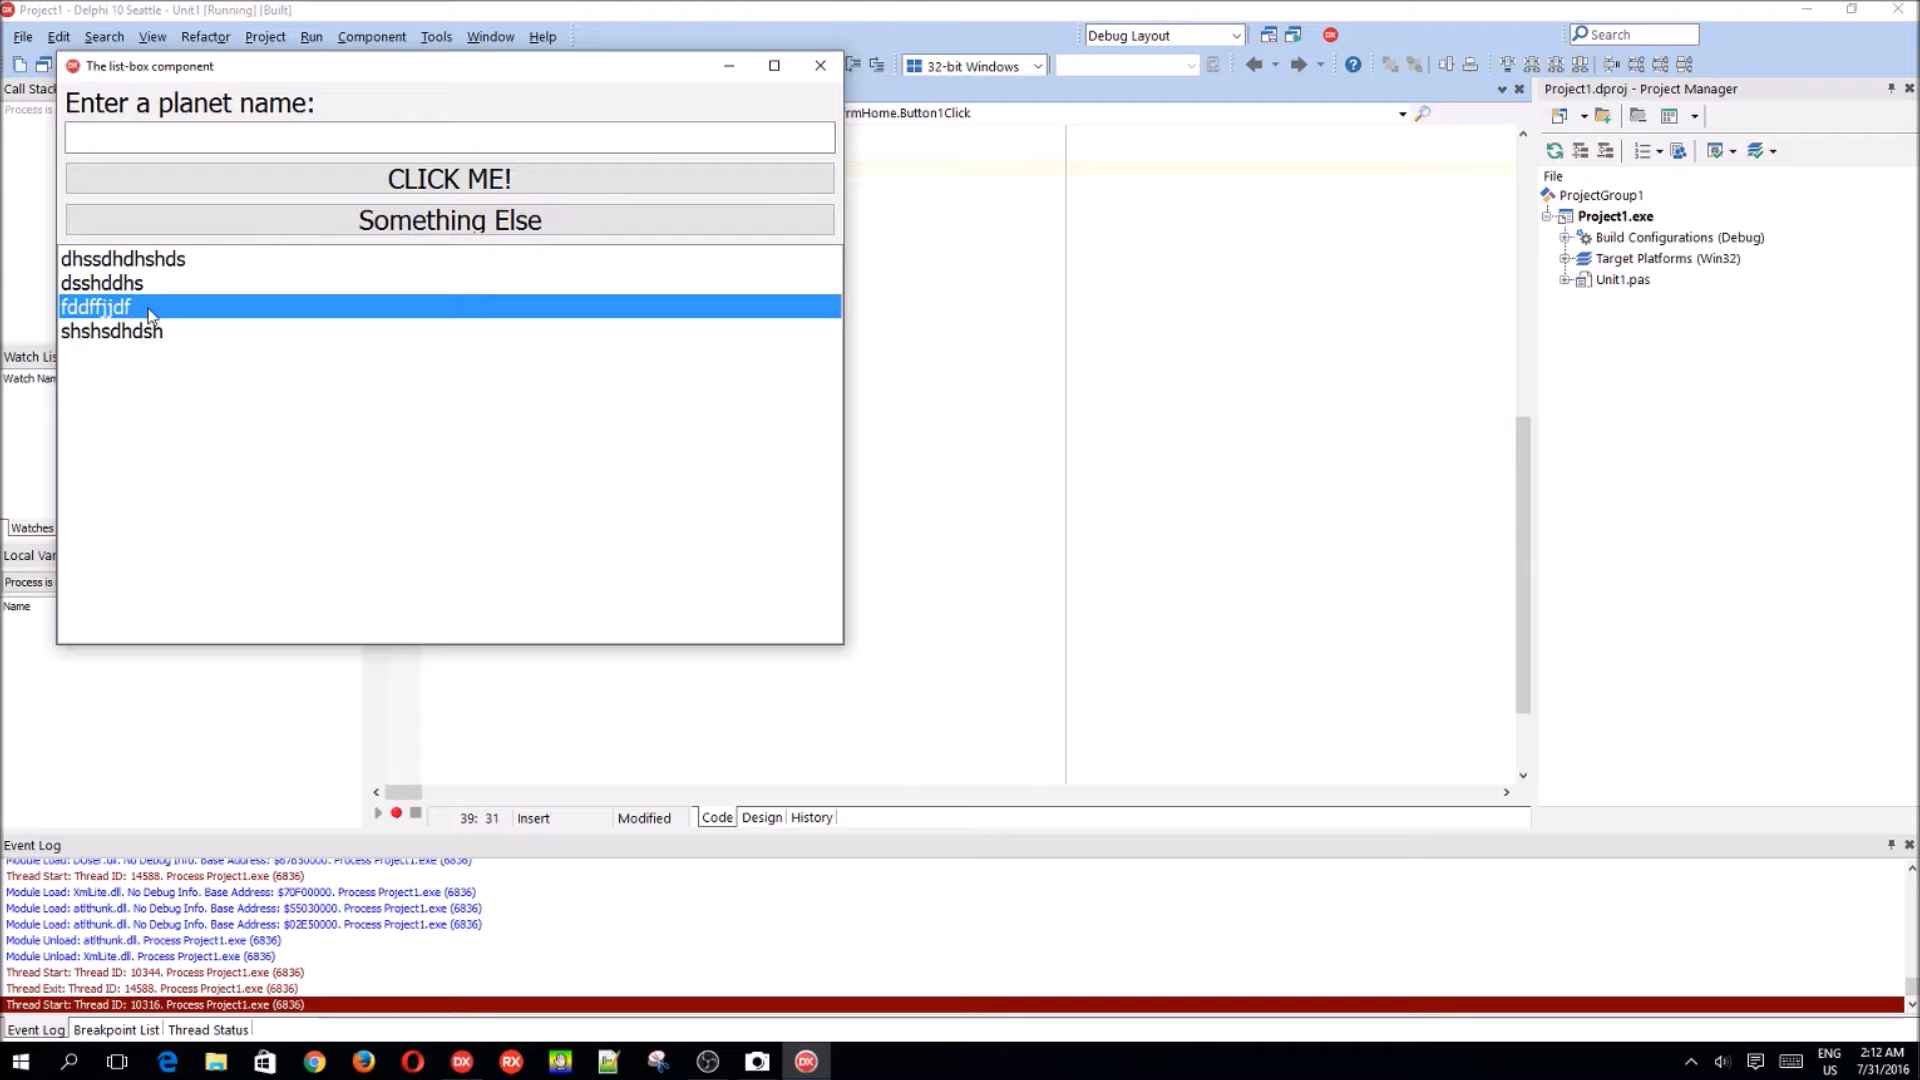 Project1 - Delphi 10 Seattle - Unit1 [Running] [Built]
File Edit Search View Refactor Project Run Component Tools Window Help
Debug Layout
Search
The list-box component
32-bit Windows
Call Stack
Process is
Enter a planet name:
CLICK ME!
Something Else
dhssdhdhshds
dsshddhs
fddffjjdf
shshsdhdsh
frmHome.Button1Click
Project1.dproj - Project Manager
File
ProjectGroup1
Project1.exe
Build Configurations (Debug)
Target Platforms (Win32)
Unit1.pas
Watch Lis
Watch Nam
Watches
Local Var
Process is
Name
39: 31 Insert Modified Code Design History
Event Log
Thread Start: Thread ID: 14588. Process Project1.exe (6836)
Module Load: XmlLite.dll. No Debug Info. Base Address: $70F00000. Process Project1.exe (6836)
Module Load: atlthunk.dll. No Debug Info. Base Address: $55030000. Process Project1.exe (6836)
Module Load: atlthunk.dll. No Debug Info. Base Address: $02E50000. Process Project1.exe (6836)
Module Unload: atlthunk.dll. Process Project1.exe (6836)
Module Unload: XmlLite.dll. Process Project1.exe (6836)
Thread Start: Thread ID: 10344. Process Project1.exe (6836)
Thread Exit: Thread ID: 14588. Process Project1.exe (6836)
Thread Start: Thread ID: 10316. Process Project1.exe (6836)
Event Log Breakpoint List Thread Status
DX RX DX
ENG
US
2:12 AM
7/31/2016